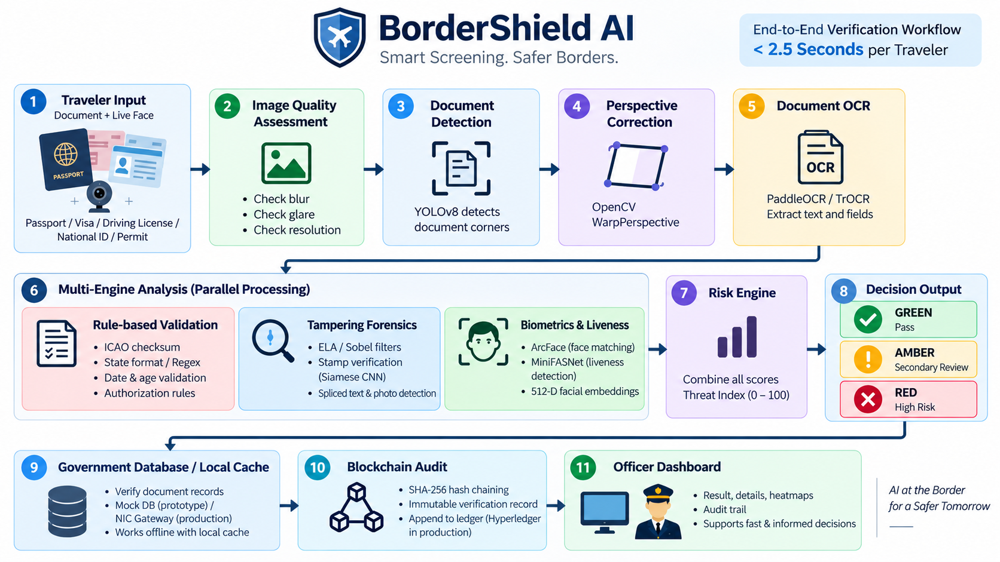 BorderShield AI
Smart Screening. Safer Borders.
End-to-End Verification Workflow
< 2.5 Seconds per Traveler
1
Traveler Input
Document + Live Face
PASSPORT
Passport / Visa / Driving License /
National ID / Permit
2
Image Quality
Assessment
• Check blur
• Check glare
• Check resolution
3
Document
Detection
YOLOv8 detects
document corners
4
Perspective
Correction
OpenCV
WarpPerspective
5
Document OCR
OCR
PaddleOCR / TrOCR
Extract text and fields
6
Multi-Engine Analysis (Parallel Processing)
Rule-based Validation
• ICAO checksum
• State format / Regex
• Date & age validation
• Authorization rules
Tampering Forensics
• ELA / Sobel filters
• Stamp verification
(Siamese CNN)
• Spliced text & photo detection
Biometrics & Liveness
• ArcFace (face matching)
• MiniFASNet (liveness
detection)
• 512-D facial embeddings
7
Risk Engine
Combine all scores
Threat Index (0 – 100)
8
Decision Output
GREEN
Pass
AMBER
Secondary Review
RED
High Risk
9
Government Database / Local Cache
• Verify document records
• Mock DB (prototype) /
NIC Gateway (production)
• Works offline with local cache
10
Blockchain Audit
• SHA-256 hash chaining
• Immutable verification record
• Append to ledger (Hyperledger
in production)
11
Officer Dashboard
• Result, details, heatmaps
• Audit trail
• Supports fast & informed decisions
AI at the Border
for a Safer Tomorrow